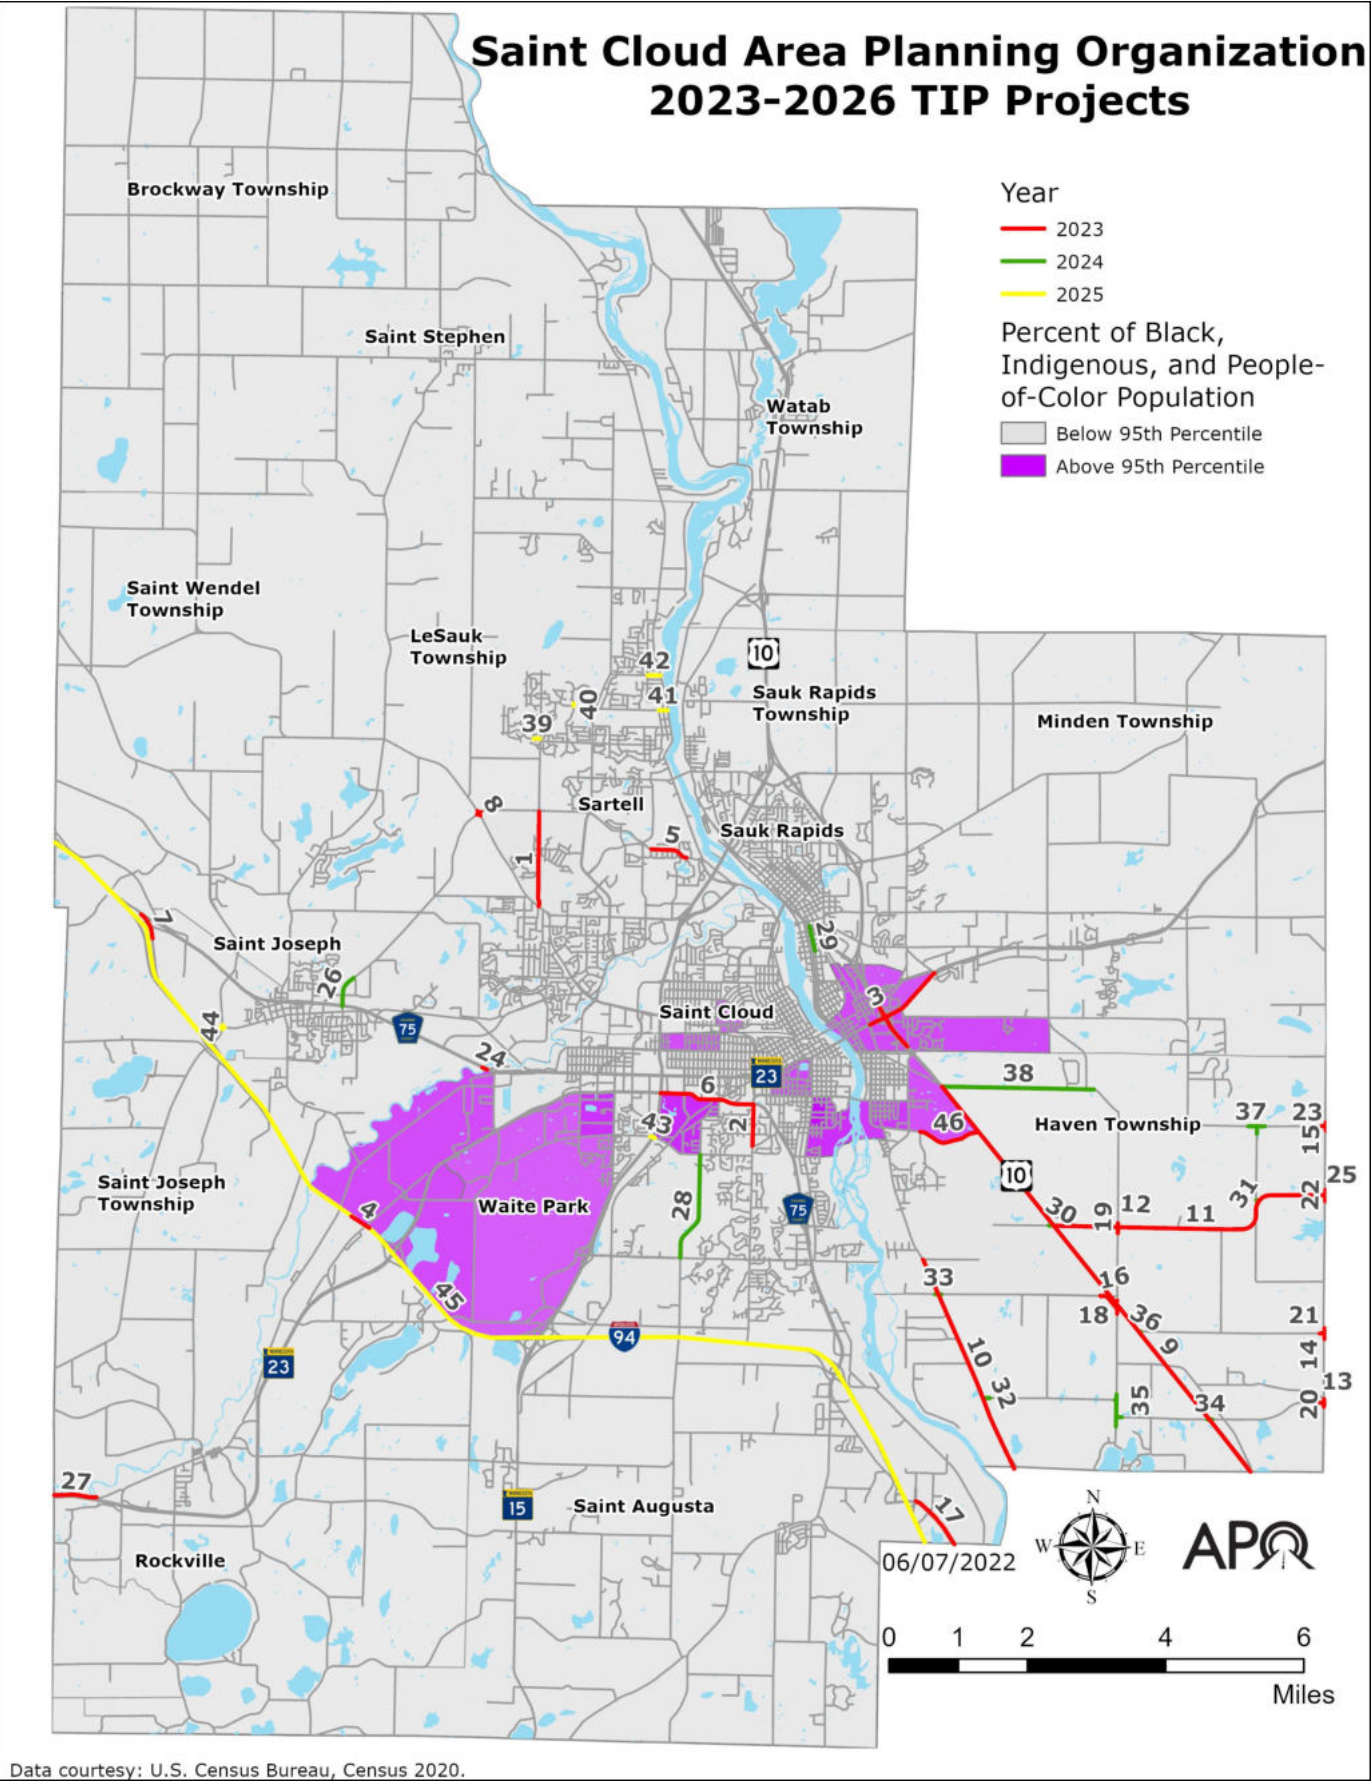 Saint Cloud Area Planning Organization
2023-2026 TIP Projects
Year
2023
2024
2025
Percent of Black,
Indigenous, and People-
of-Color Population
Below 95th Percentile
Above 95th Percentile
Brockway Township
Saint Stephen
Watab
Township
Saint Wendel
Township
LeSauk
Township
42
10
41
40
39
Sauk Rapids
Township
Minden Township
8
Sartell
1
5
Sauk Rapids
7
Saint Joseph
29
26
3
Saint Cloud
44
75
24
23
6
38
43
2
46
Haven Township
37
23
15
10
25
Saint Joseph
Township
4
Waite Park
28
75
31
22
30
19
12
11
33
16
45
18
36
21
94
23
10
9
14
32
13
35
34
20
27
15
Saint Augusta
17
Rockville
06/07/2022
N
W
E
S
APO
0
1
2
4
6
Miles
Data courtesy: U.S. Census Bureau, Census 2020.